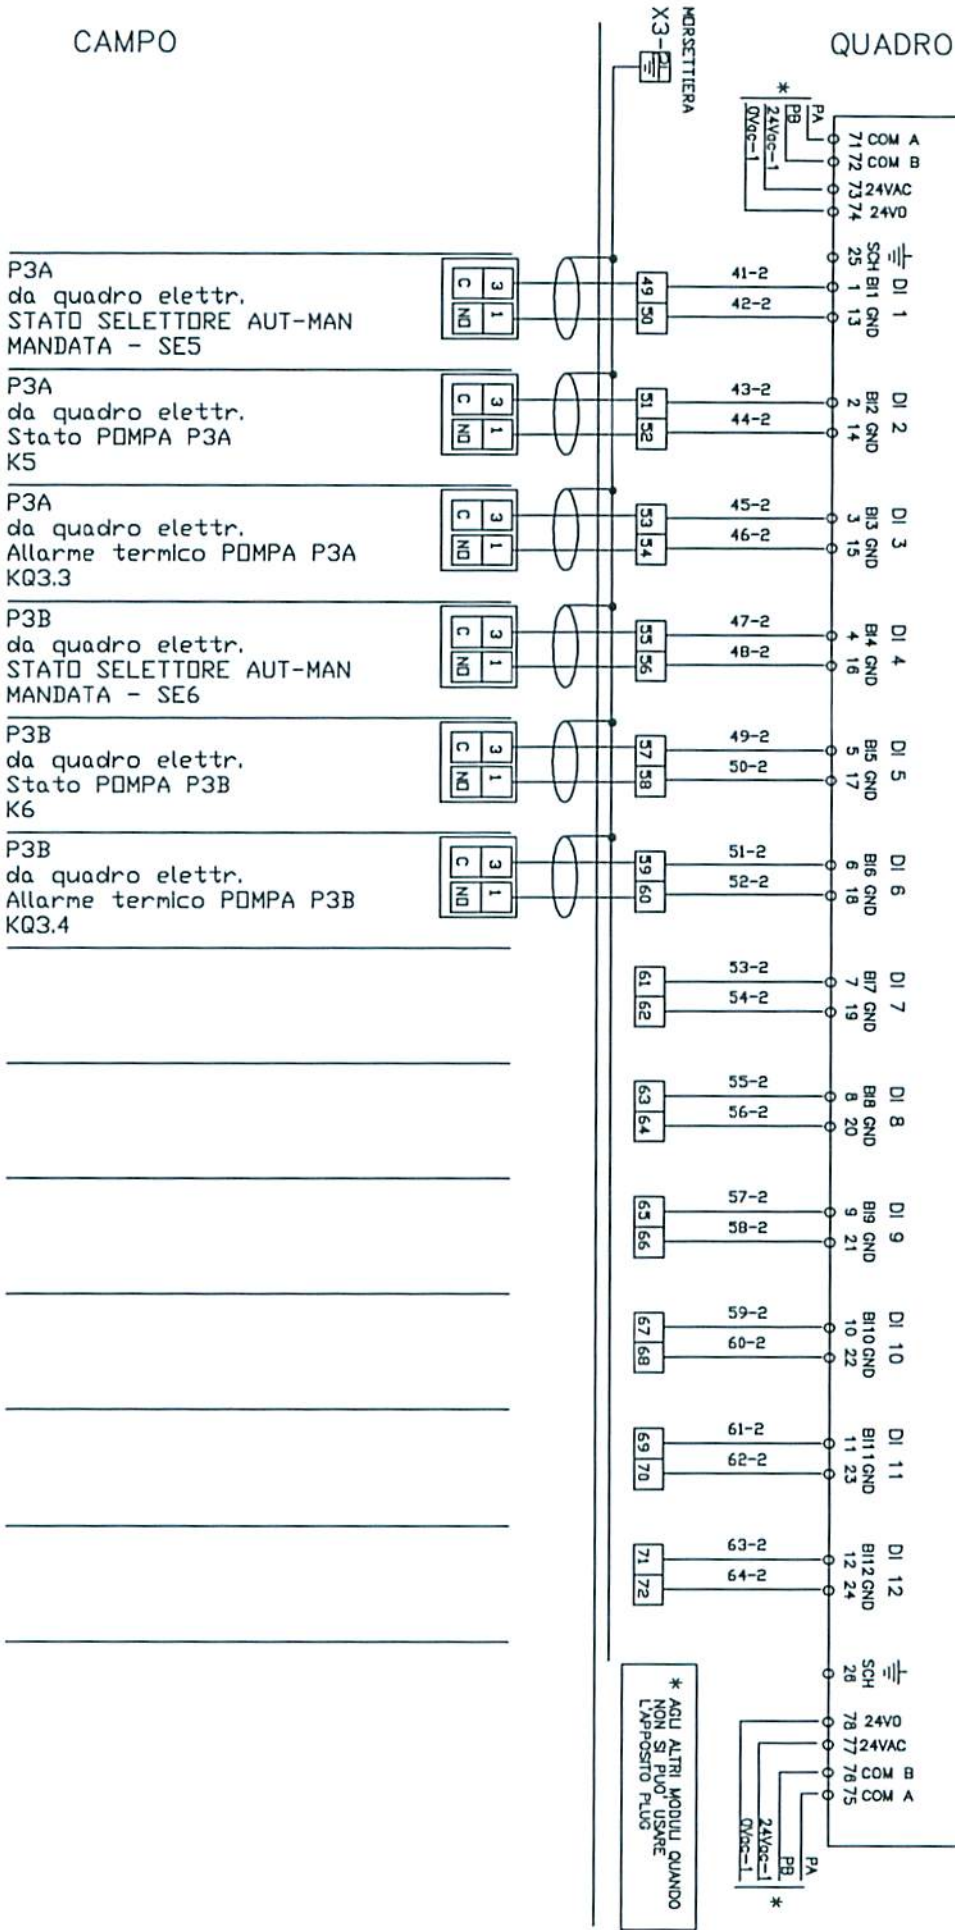 CAMPO
QUADRO
MORSETTIERA
X3-DI
*
PA
PB
24Vac-1
0Vac-1
71 COM A
72 COM B
73 24VAC
74 24V0
25 SCH
P3A
da quadro elettr.
STATO SELETTORE AUT-MAN
MANDATA - SE5
C 3
NO 1
49
50
41-2
42-2
1 BI1 DI 1
13 GND
P3A
da quadro elettr.
Stato POMPA P3A
K5
C 3
NO 1
51
52
43-2
44-2
2 BI2 DI 2
14 GND
P3A
da quadro elettr.
Allarme termico POMPA P3A
KQ3.3
C 3
NO 1
53
54
45-2
46-2
3 BI3 DI 3
15 GND
P3B
da quadro elettr.
STATO SELETTORE AUT-MAN
MANDATA - SE6
C 3
NO 1
55
56
47-2
48-2
4 BI4 DI 4
16 GND
P3B
da quadro elettr.
Stato POMPA P3B
K6
C 3
NO 1
57
58
49-2
50-2
5 BI5 DI 5
17 GND
P3B
da quadro elettr.
Allarme termico POMPA P3B
KQ3.4
C 3
NO 1
59
60
51-2
52-2
6 BI6 DI 6
18 GND
61
62
53-2
54-2
7 BI7 DI 7
19 GND
63
64
55-2
56-2
8 BI8 DI 8
20 GND
65
66
57-2
58-2
9 BI9 DI 9
21 GND
67
68
59-2
60-2
10 BI10 DI 10
22 GND
69
70
61-2
62-2
11 BI11 DI 11
23 GND
71
72
63-2
64-2
12 BI12 DI 12
24 GND
26 SCH
78 24V0
77 24VAC
76 COM B
75 COM A
PA
PB
24Vac-1
0Vac-1
*
* AGLI ALTRI MODULI QUANDO
NON SI PUO' USARE
L'APPOSITO PLUG